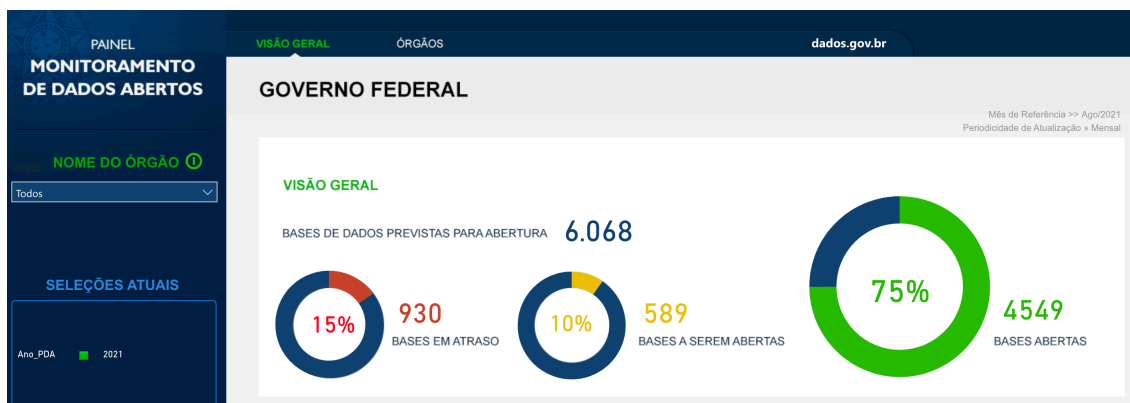 PAINEL
MONITORAMENTO
DE DADOS ABERTOS
VISÃO GERAL
ÓRGÃOS
dados.gov.br
GOVERNO FEDERAL
Mês de Referência >> Ago/2021
Periodicidade de Atualização » Mensal
NOME DO ÓRGÃO
Todos
SELEÇÕES ATUAIS
Ano_PDA 2021
VISÃO GERAL
BASES DE DADOS PREVISTAS PARA ABERTURA 6.068
15%
930
BASES EM ATRASO
10%
589
BASES A SEREM ABERTAS
75%
4549
BASES ABERTAS